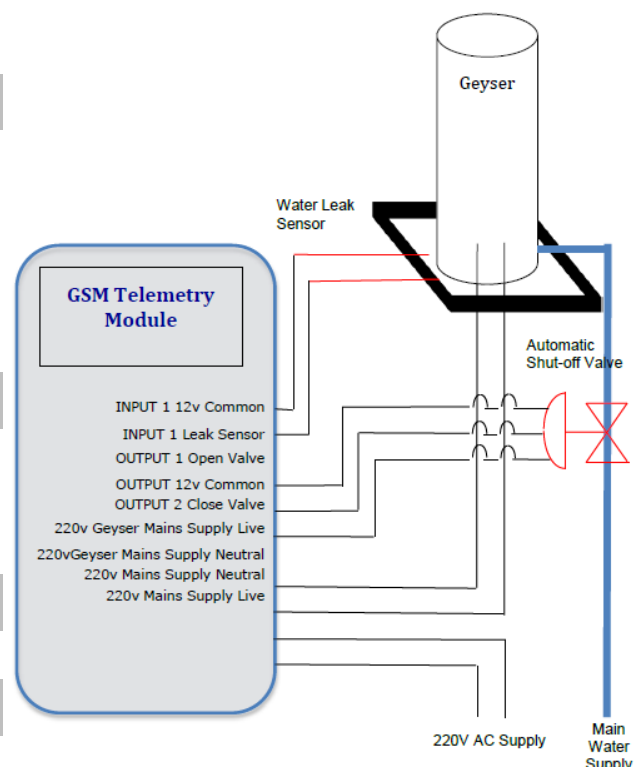 Geyser
Water Leak
Sensor
GSM Telemetry
Module
Automatic
Shut-off Valve
INPUT 1 12v Common
INPUT 1 Leak Sensor
OUTPUT 1 Open Valve
OUTPUT 12v Common
OUTPUT 2 Close Valve
220v Geyser Mains Supply Live
220vGeyser Mains Supply Neutral
220v Mains Supply Neutral
220v Mains Supply Live
220V AC Supply
Main
Water
Supply